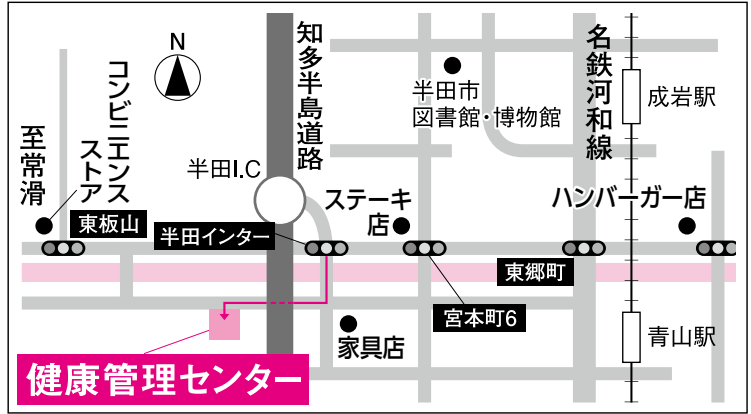 N
知多半島道路
名鉄河和線
コンビニエンス
ストア
至常滑
半田市
図書館・博物館
成岩駅
半田I.C
ステーキ
店
ハンバーガー店
東板山
半田インター
東郷町
宮本町6
家具店
青山駅
健康管理センター